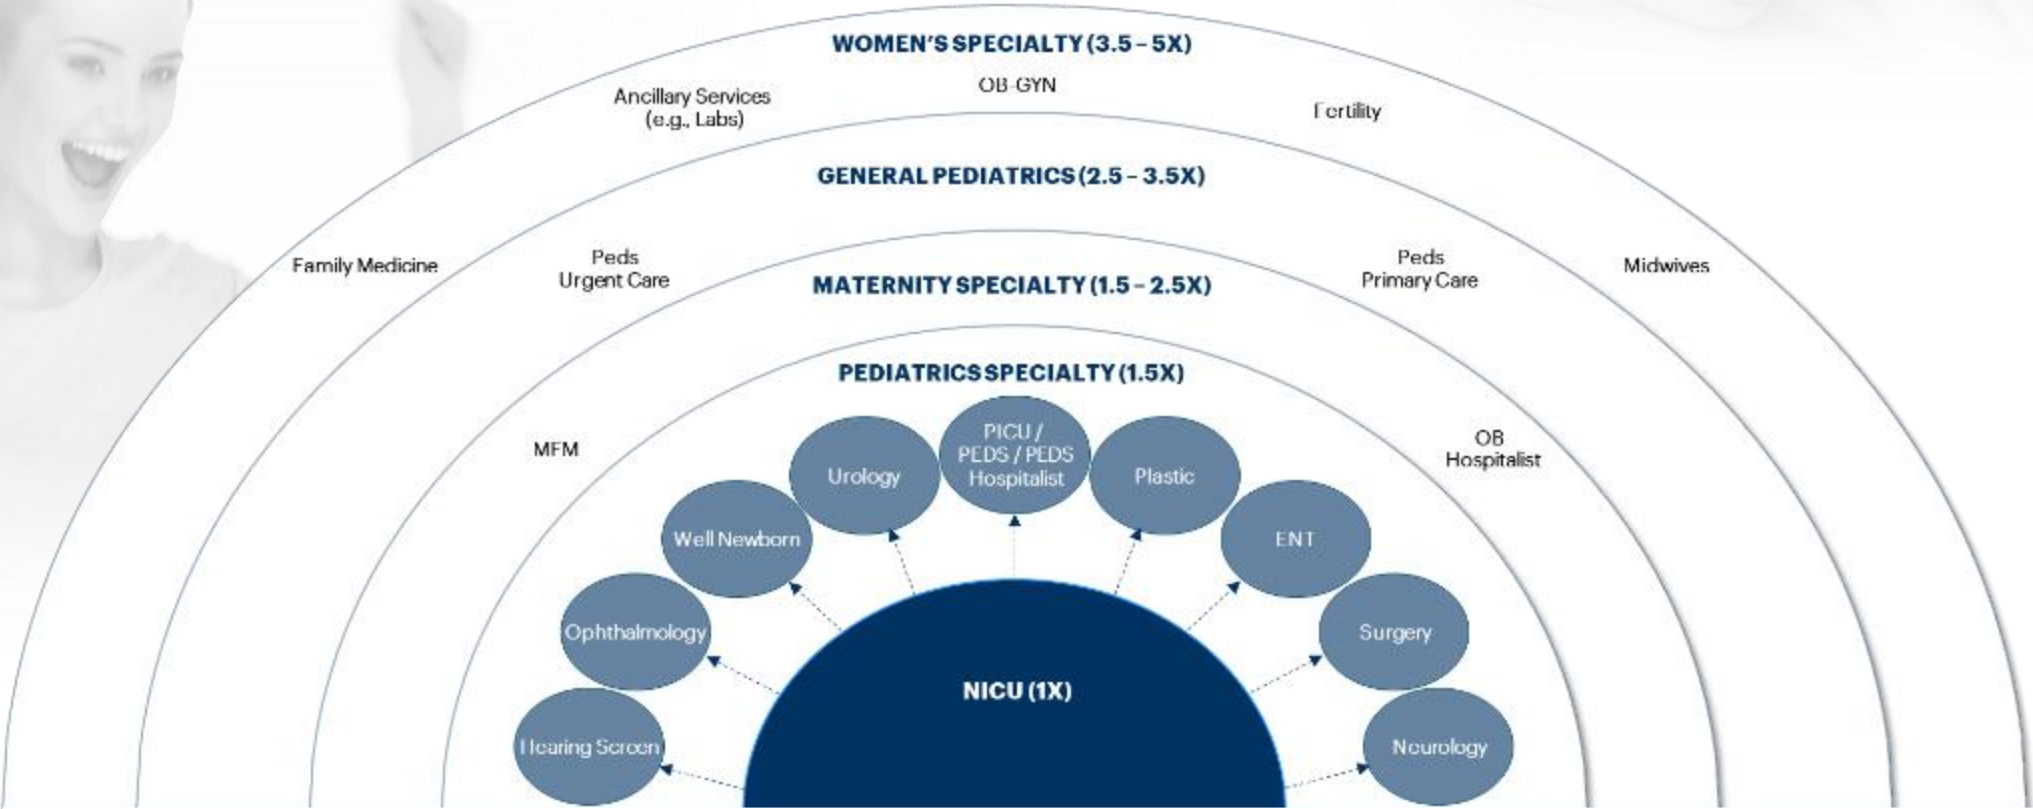 WOMEN'S SPECIALTY (3.5 – 5X)
OB-GYN
Ancillary Services
(e.g., Labs)
Fertility
Family Medicine
Midwives
GENERAL PEDIATRICS (2.5 – 3.5X)
Peds
Urgent Care
Peds
Primary Care
MATERNITY SPECIALTY (1.5 – 2.5X)
MFM
OB
Hospitalist
PEDIATRICS SPECIALTY (1.5X)
Hearing Screen
Ophthalmology
Well Newborn
Urology
PICU /
PEDS / PEDS
Hospitalist
Plastic
ENT
Surgery
Neurology
NICU (1X)